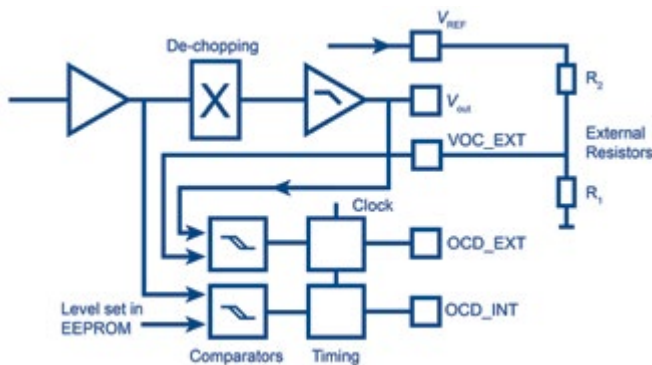 De-chopping
VREF
R2
Vout
VOC_EXT
External
Resistors
R1
Clock
OCD_EXT
Level set in
EEPROM
OCD_INT
Comparators
Timing